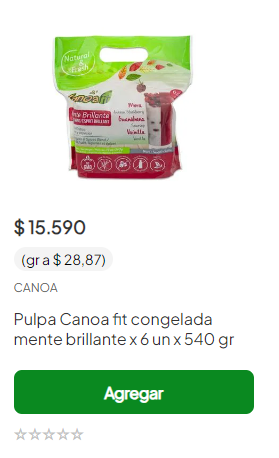 Natural
& Fresh
canoafit
Mente Brillante
Mora
Guanábana
Vainilla
$ 15.590
(gr a $ 28,87)
CANOA
Pulpa Canoa fit congelada
mente brillante x 6 un x 540 gr
Agregar